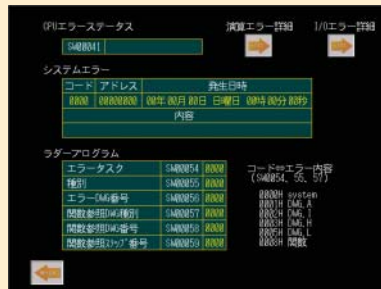 CPUエラーステータス
演算エラー詳細
I/Oエラー詳細
SW00041
システムエラー
コード アドレス 発生日時
0000 00000000 00年00月00日 日曜日 00時00分00秒
内容
ラダープログラム
エラータスク SW00054 0000
種別 SW00055 0000
エラーDWG番号 SW00056 0000
関数参照DWG種別 SW00057 0000
関数参照DWG番号 SW00058 0000
関数参照ステップ番号 SW00059 0000
コード⇔エラー内容
(SW0054, 55, 57)
0000H system
0001H DWG.A
0002H DWG.I
0003H DWG.H
0005H DWG.L
0008H 関数